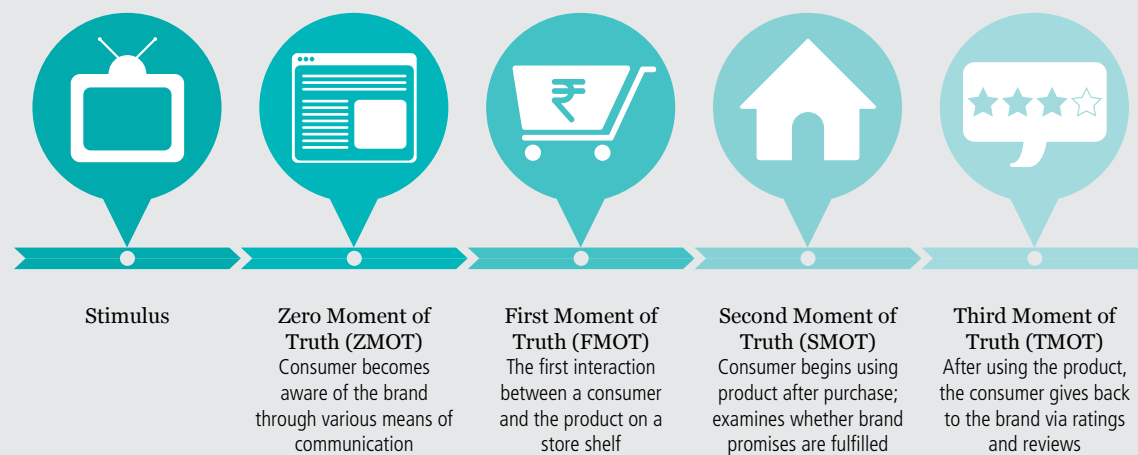 ₹
Stimulus
Zero Moment of
Truth (ZMOT)
Consumer becomes
aware of the brand
through various means of
communication
First Moment of
Truth (FMOT)
The first interaction
between a consumer
and the product on a
store shelf
Second Moment of
Truth (SMOT)
Consumer begins using
product after purchase;
examines whether brand
promises are fulfilled
Third Moment of
Truth (TMOT)
After using the product,
the consumer gives back
to the brand via ratings
and reviews